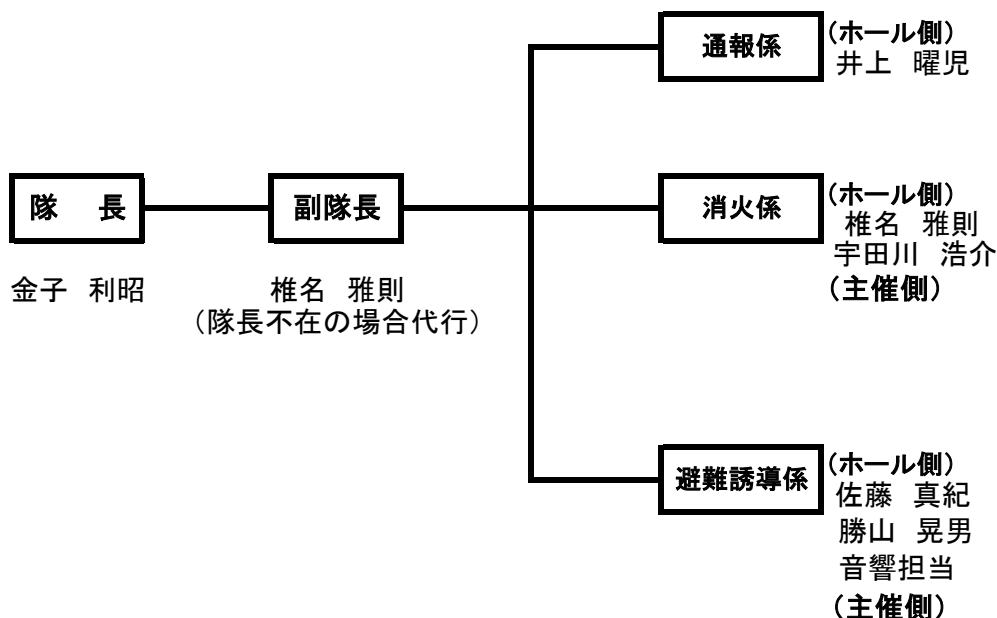 隊　長
金子　利昭
副隊長
椎名　雅則
（隊長不在の場合代行）
通報係
（ホール側）
井上　曜児
消火係
（ホール側）
椎名　雅則
宇田川　浩介
（主催側）
避難誘導係
（ホール側）
佐藤　真紀
勝山　晃男
音響担当
（主催側）